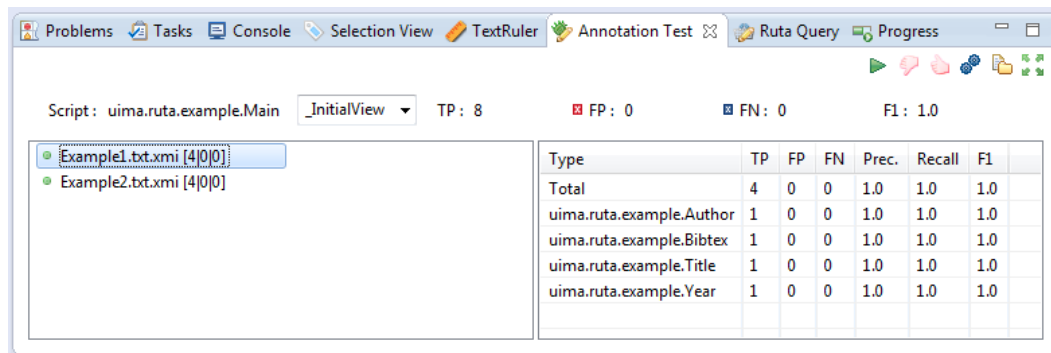 Problems Tasks Console Selection View TextRuler Annotation Test Ruta Query Progress
Script : uima.ruta.example.Main _InitialView TP : 8 FP : 0 FN : 0 F1 : 1.0
Example1.txt.xmi [4|0|0]
Example2.txt.xmi [4|0|0]
Type TP FP FN Prec. Recall F1
Total 4 0 0 1.0 1.0 1.0
uima.ruta.example.Author 1 0 0 1.0 1.0 1.0
uima.ruta.example.Bibtex 1 0 0 1.0 1.0 1.0
uima.ruta.example.Title 1 0 0 1.0 1.0 1.0
uima.ruta.example.Year 1 0 0 1.0 1.0 1.0